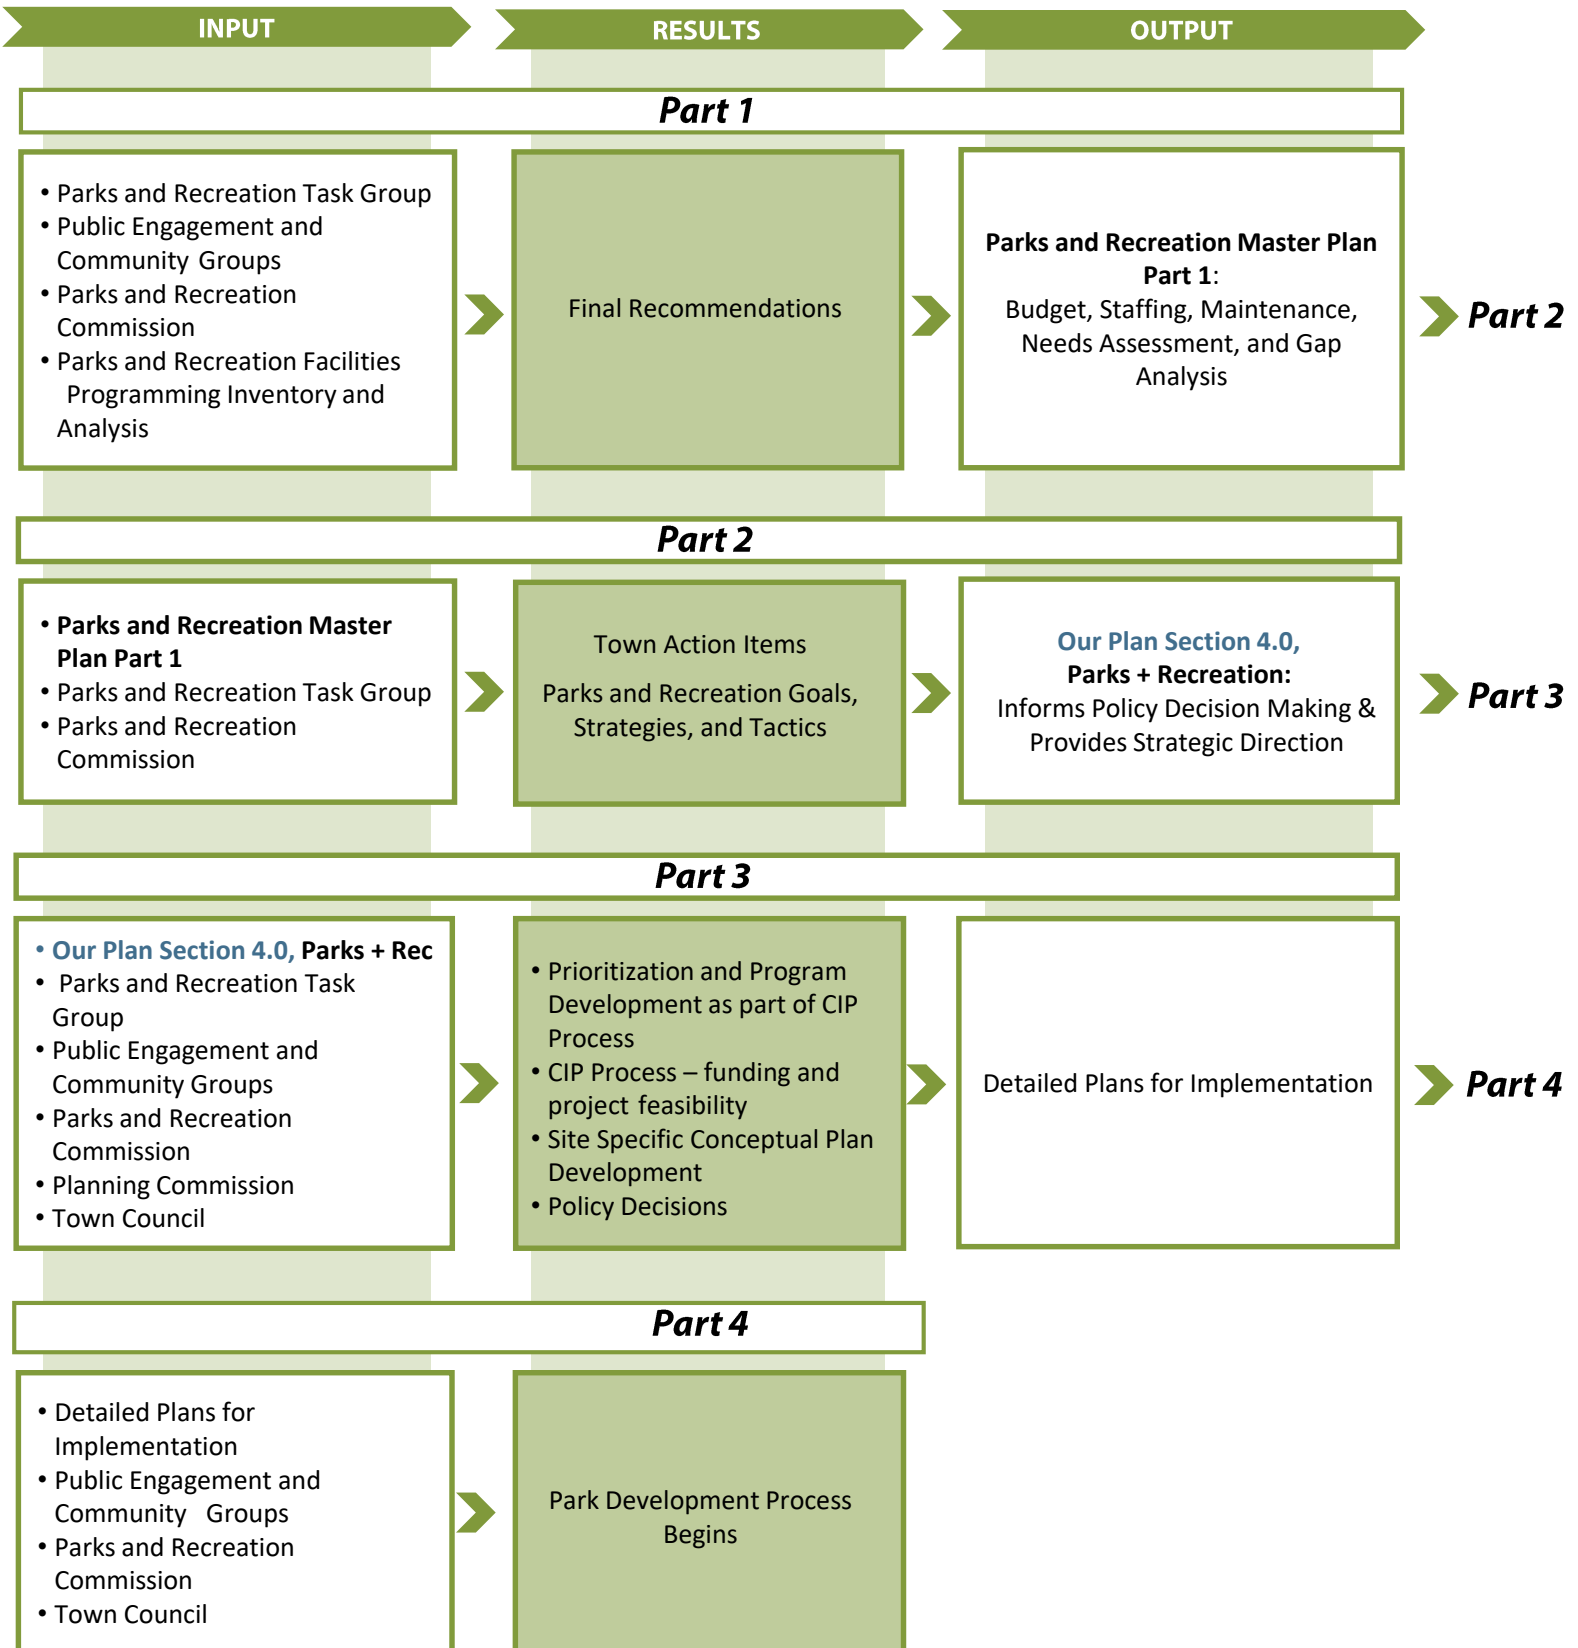 INPUT
RESULTS
OUTPUT
Part 1
• Parks and Recreation Task Group
• Public Engagement and
Community Groups
• Parks and Recreation
Commission
• Parks and Recreation Facilities
Programming Inventory and
Analysis
Final Recommendations
Parks and Recreation Master Plan
Part 1:
Budget, Staffing, Maintenance,
Needs Assessment, and Gap
Analysis
Part 2
Part 2
• Parks and Recreation Master
Plan Part 1
• Parks and Recreation Task Group
• Parks and Recreation
Commission
Town Action Items
Parks and Recreation Goals,
Strategies, and Tactics
Our Plan Section 4.0,
Parks + Recreation:
Informs Policy Decision Making &
Provides Strategic Direction
Part 3
Part 3
• Our Plan Section 4.0, Parks + Rec
• Parks and Recreation Task
Group
• Public Engagement and
Community Groups
• Parks and Recreation
Commission
• Planning Commission
• Town Council
• Prioritization and Program
Development as part of CIP
Process
• CIP Process – funding and
project feasibility
• Site Specific Conceptual Plan
Development
• Policy Decisions
Detailed Plans for Implementation
Part 4
Part 4
• Detailed Plans for
Implementation
• Public Engagement and
Community Groups
• Parks and Recreation
Commission
• Town Council
Park Development Process
Begins